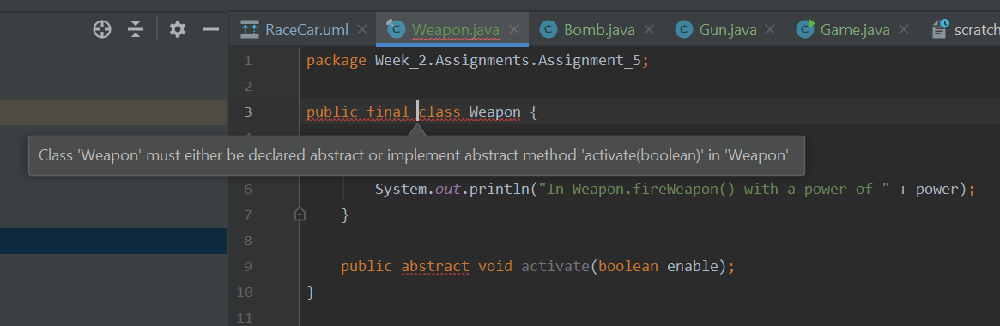 RaceCar.uml Weapon.java Bomb.java Gun.java Game.java scratch
1 package Week_2.Assignments.Assignment_5;
2
3 public final class Weapon {
Class 'Weapon' must either be declared abstract or implement abstract method 'activate(boolean)' in 'Weapon'
6 System.out.println("In Weapon.fireWeapon() with a power of " + power);
7 }
8
9 public abstract void activate(boolean enable);
10 }
11